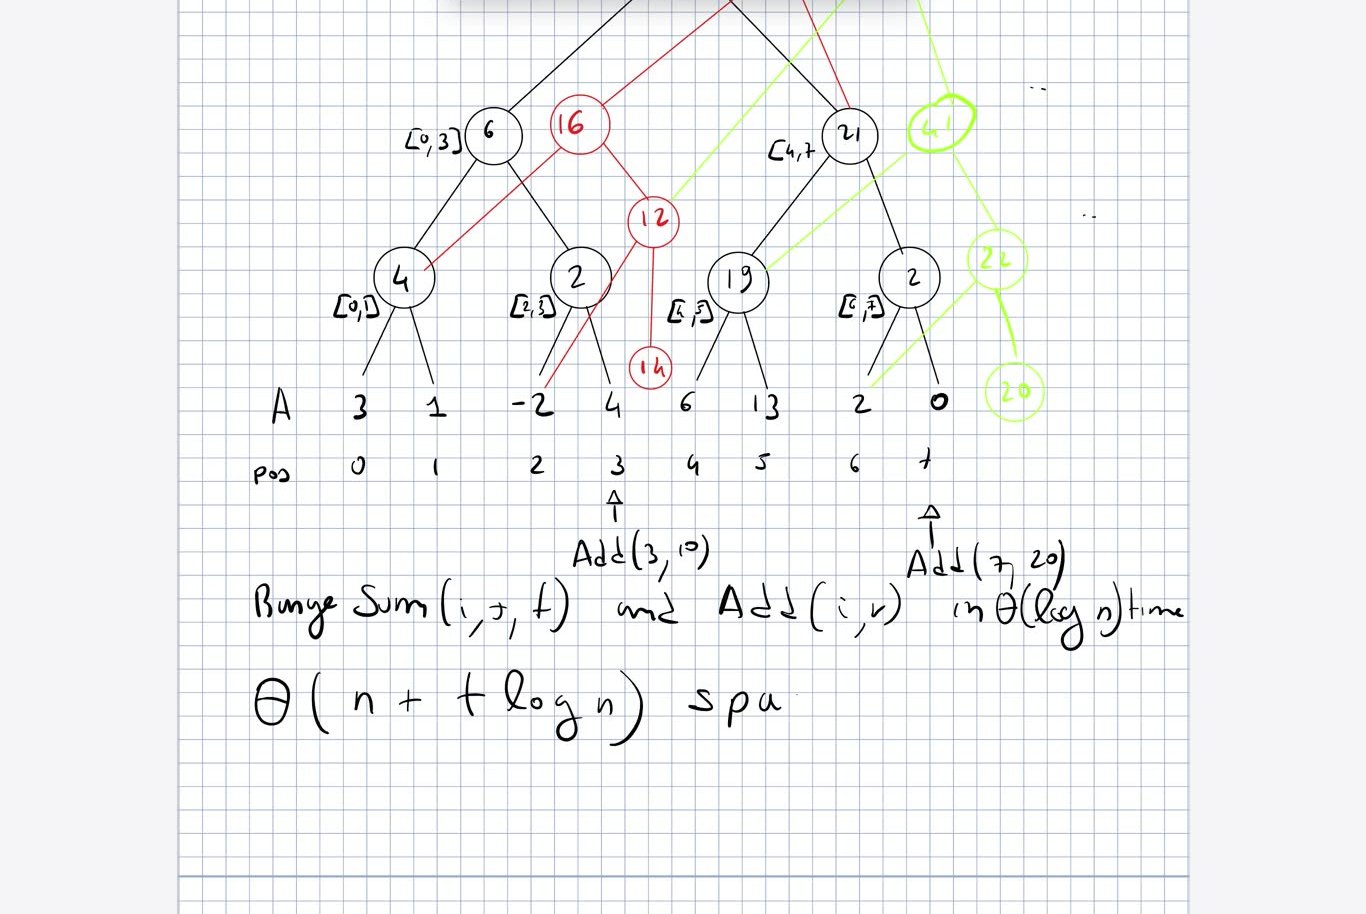 [0,3] 6 16 [4,7 21 41
12
22
[0,1] 4 [2,3] 2 [4,5] 19 [6,7] 2
14
20
A 3 1 -2 4 6 13 2 0
pos 0 1 2 3 4 5 6 7
Add(3, 10) Add(7, 20)
Range Sum(i, j, t) and Add(i, v) in Θ(log n) time
Θ(n + t log n) spa